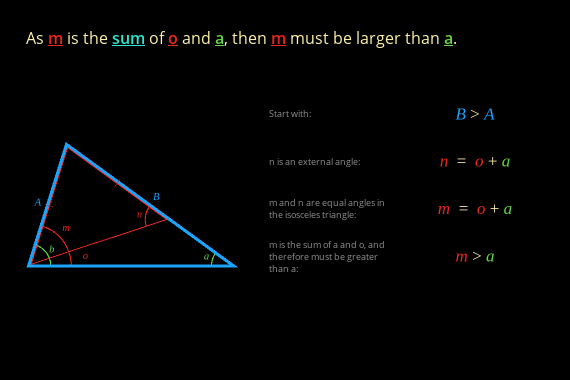 As m is the sum of o and a, then m must be larger than a.
Start with:
B > A
n is an external angle:
n = o + a
m and n are equal angles in
the isosceles triangle:
m = o + a
m is the sum of a and o, and
therefore must be greater
than a:
m > a
A
B
m
n
b
o
a